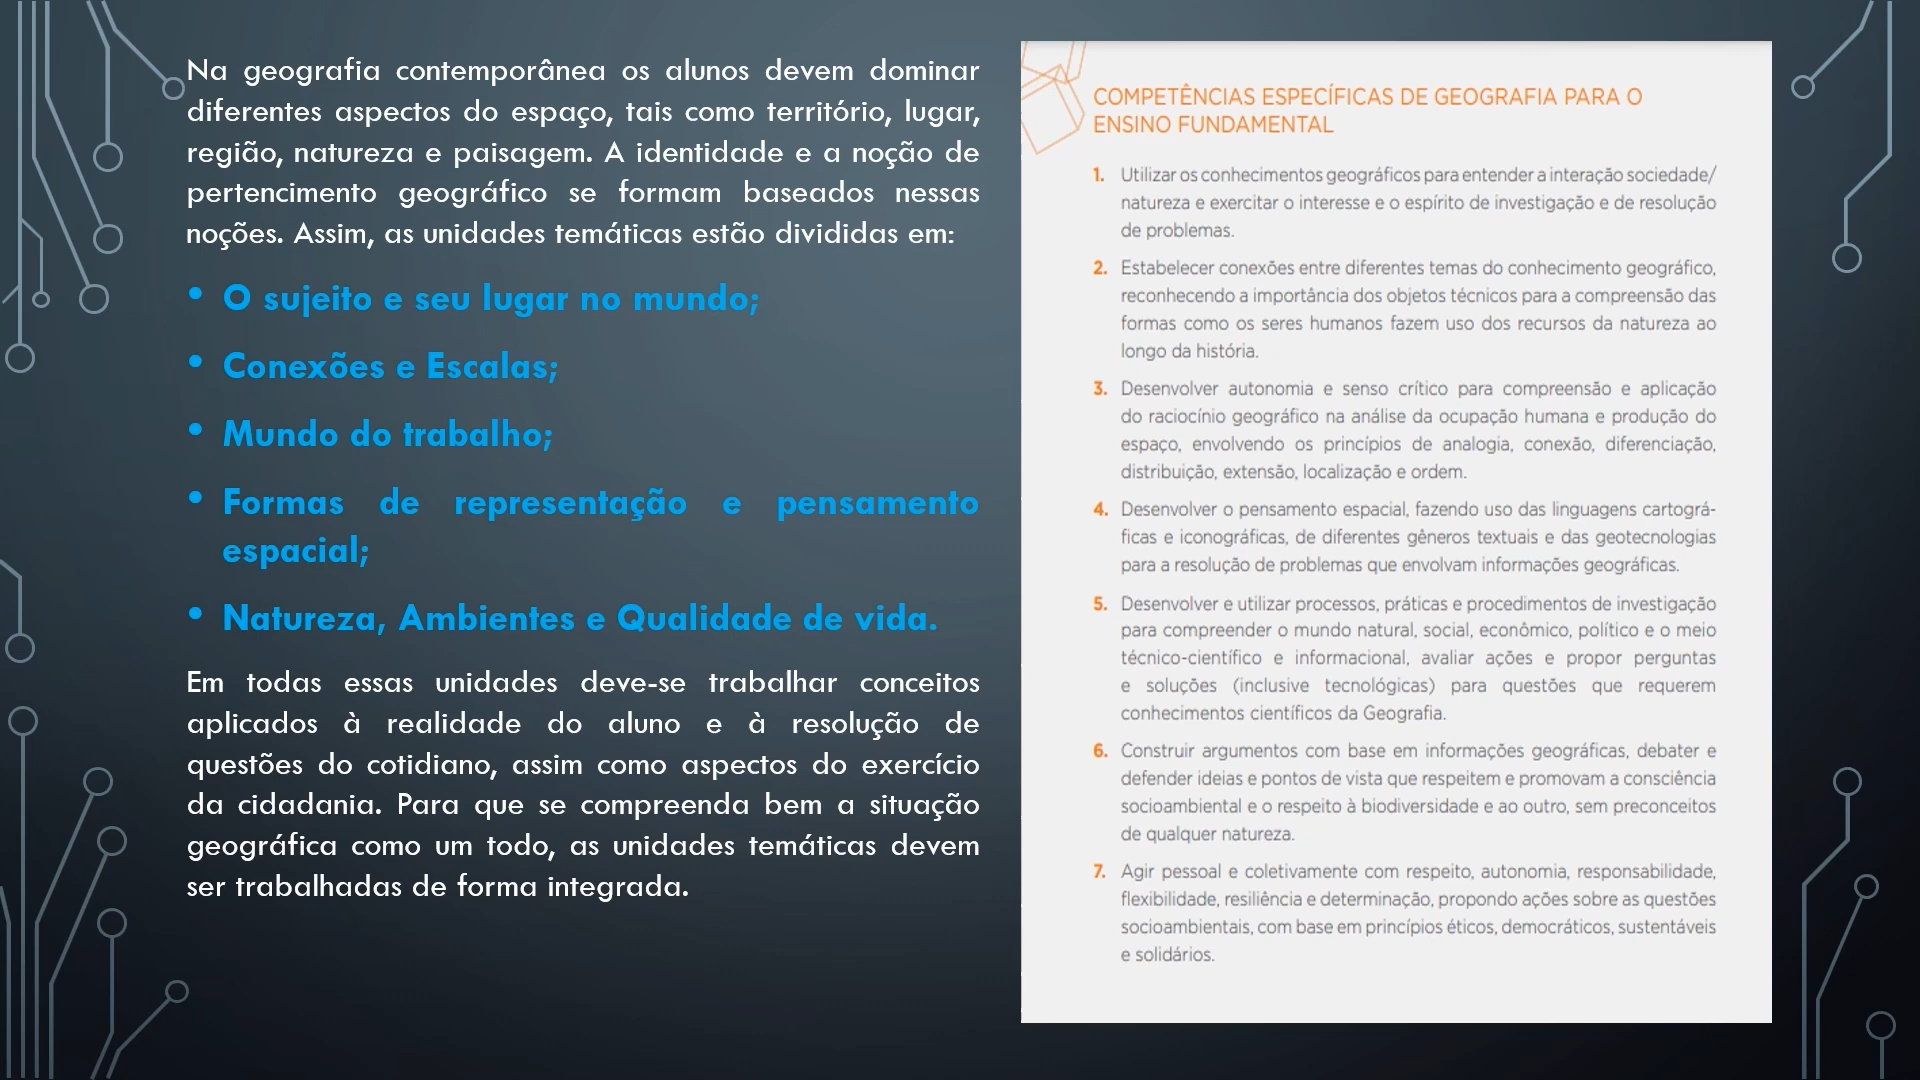 Na geografia contemporânea os alunos devem dominar
diferentes aspectos do espaço, tais como território, lugar,
região, natureza e paisagem. A identidade e a noção de
pertencimento geográfico se formam baseados nessas
noções. Assim, as unidades temáticas estão divididas em:
• O sujeito e seu lugar no mundo;
• Conexões e Escalas;
• Mundo do trabalho;
• Formas de representação e pensamento
espacial;
• Natureza, Ambientes e Qualidade de vida.
Em todas essas unidades deve-se trabalhar conceitos
aplicados à realidade do aluno e à resolução de
questões do cotidiano, assim como aspectos do exercício
da cidadania. Para que se compreenda bem a situação
geográfica como um todo, as unidades temáticas devem
ser trabalhadas de forma integrada.
COMPETÊNCIAS ESPECÍFICAS DE GEOGRAFIA PARA O
ENSINO FUNDAMENTAL
1. Utilizar os conhecimentos geográficos para entender a interação sociedade/
natureza e exercitar o interesse e o espírito de investigação e de resolução
de problemas.
2. Estabelecer conexões entre diferentes temas do conhecimento geográfico,
reconhecendo a importância dos objetos técnicos para a compreensão das
formas como os seres humanos fazem uso dos recursos da natureza ao
longo da história.
3. Desenvolver autonomia e senso crítico para compreensão e aplicação
do raciocínio geográfico na análise da ocupação humana e produção do
espaço, envolvendo os princípios de analogia, conexão, diferenciação,
distribuição, extensão, localização e ordem.
4. Desenvolver o pensamento espacial, fazendo uso das linguagens cartográ-
ficas e iconográficas, de diferentes gêneros textuais e das geotecnologias
para a resolução de problemas que envolvam informações geográficas.
5. Desenvolver e utilizar processos, práticas e procedimentos de investigação
para compreender o mundo natural, social, econômico, político e o meio
técnico-científico e informacional, avaliar ações e propor perguntas
e soluções (inclusive tecnológicas) para questões que requerem
conhecimentos científicos da Geografia.
6. Construir argumentos com base em informações geográficas, debater e
defender ideias e pontos de vista que respeitem e promovam a consciência
socioambiental e o respeito à biodiversidade e ao outro, sem preconceitos
de qualquer natureza.
7. Agir pessoal e coletivamente com respeito, autonomia, responsabilidade,
flexibilidade, resiliência e determinação, propondo ações sobre as questões
socioambientais, com base em princípios éticos, democráticos, sustentáveis
e solidários.